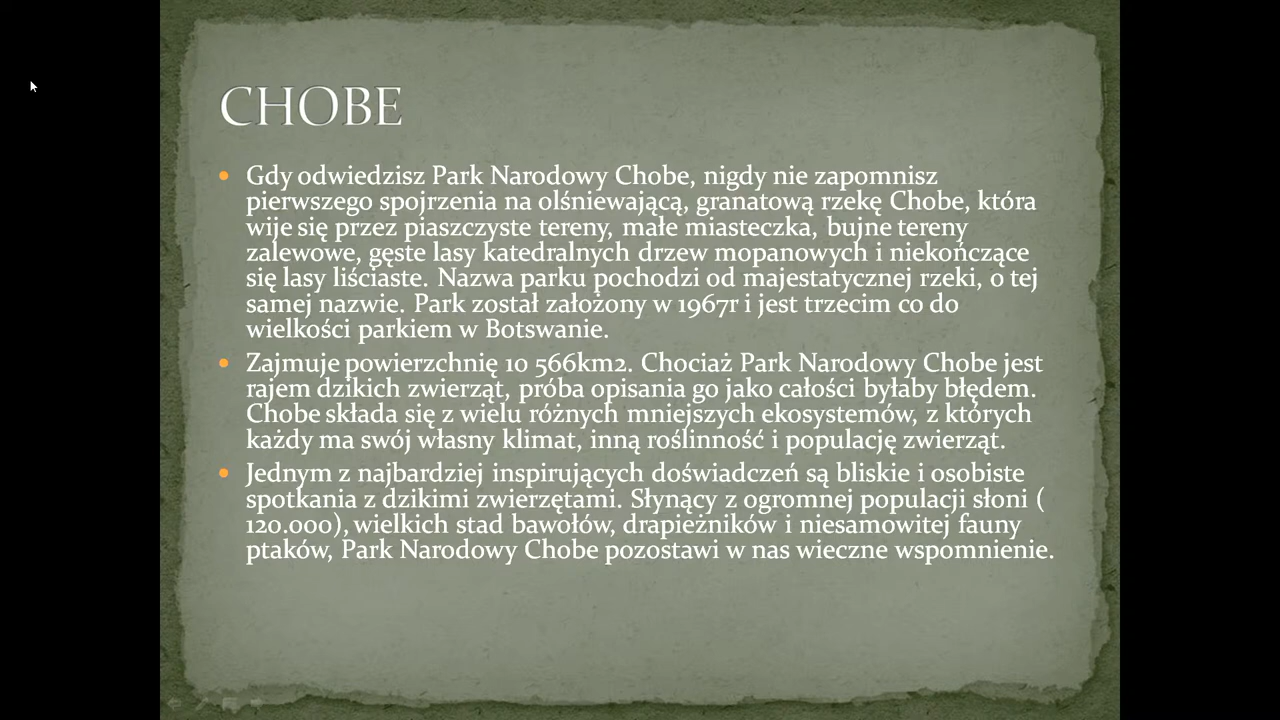 CHOBE
• Gdy odwiedzisz Park Narodowy Chobe, nigdy nie zapomnisz
pierwszego spojrzenia na olśniewającą, granatową rzekę Chobe, która
wije się przez piaszczyste tereny, małe miasteczka, bujne tereny
zalewowe, gęste lasy katedralnych drzew mopanowych i niekończące
się lasy liściaste. Nazwa parku pochodzi od majestatycznej rzeki, o tej
samej nazwie. Park został założony w 1967r i jest trzecim co do
wielkości parkiem w Botswanie.
• Zajmuje powierzchnię 10 566km2. Chociaż Park Narodowy Chobe jest
rajem dzikich zwierząt, próba opisania go jako całości byłaby błędem.
Chobe składa się z wielu różnych mniejszych ekosystemów, z których
każdy ma swój własny klimat, inną roślinność i populację zwierząt.
• Jednym z najbardziej inspirujących doświadczeń są bliskie i osobiste
spotkania z dzikimi zwierzętami. Słynący z ogromnej populacji słoni (
120.000), wielkich stad bawołów, drapieżników i niesamowitej fauny
ptaków, Park Narodowy Chobe pozostawi w nas wieczne wspomnienie.